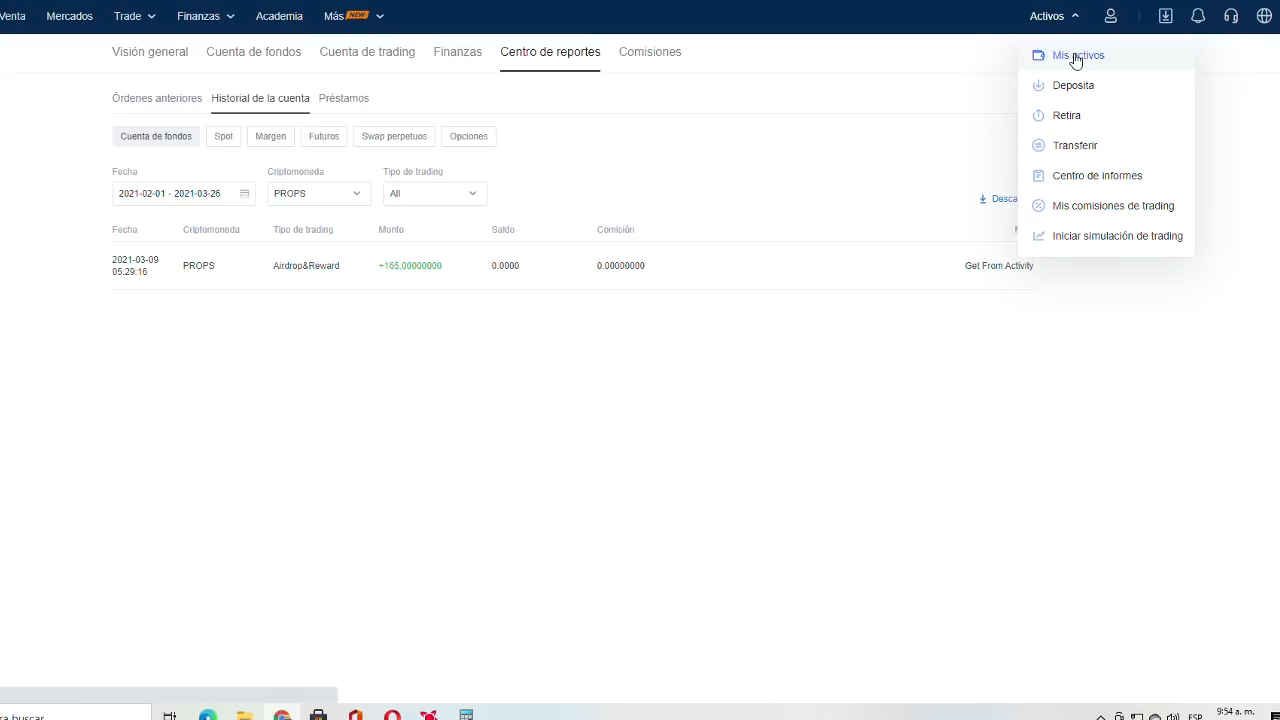 Venta Mercados Trade Finanzas Academia Más NEW Activos
Visión general Cuenta de fondos Cuenta de trading Finanzas Centro de reportes Comisiones
Mis activos
Deposita
Retira
Transferir
Centro de informes
Mis comisiones de trading
Iniciar simulación de trading
Órdenes anteriores Historial de la cuenta Préstamos
Cuenta de fondos Spot Margen Futuros Swap perpetuos Opciones
Fecha Criptomoneda Tipo de trading
2021-02-01 - 2021-03-26 PROPS All
Desca
Fecha Criptomoneda Tipo de trading Monto Saldo Comisión
2021-03-09
05:29:16 PROPS Airdrop&Reward +165.00000000 0.0000 0.00000000 Get From Activity
ra buscar ESP 9:54 a. m.